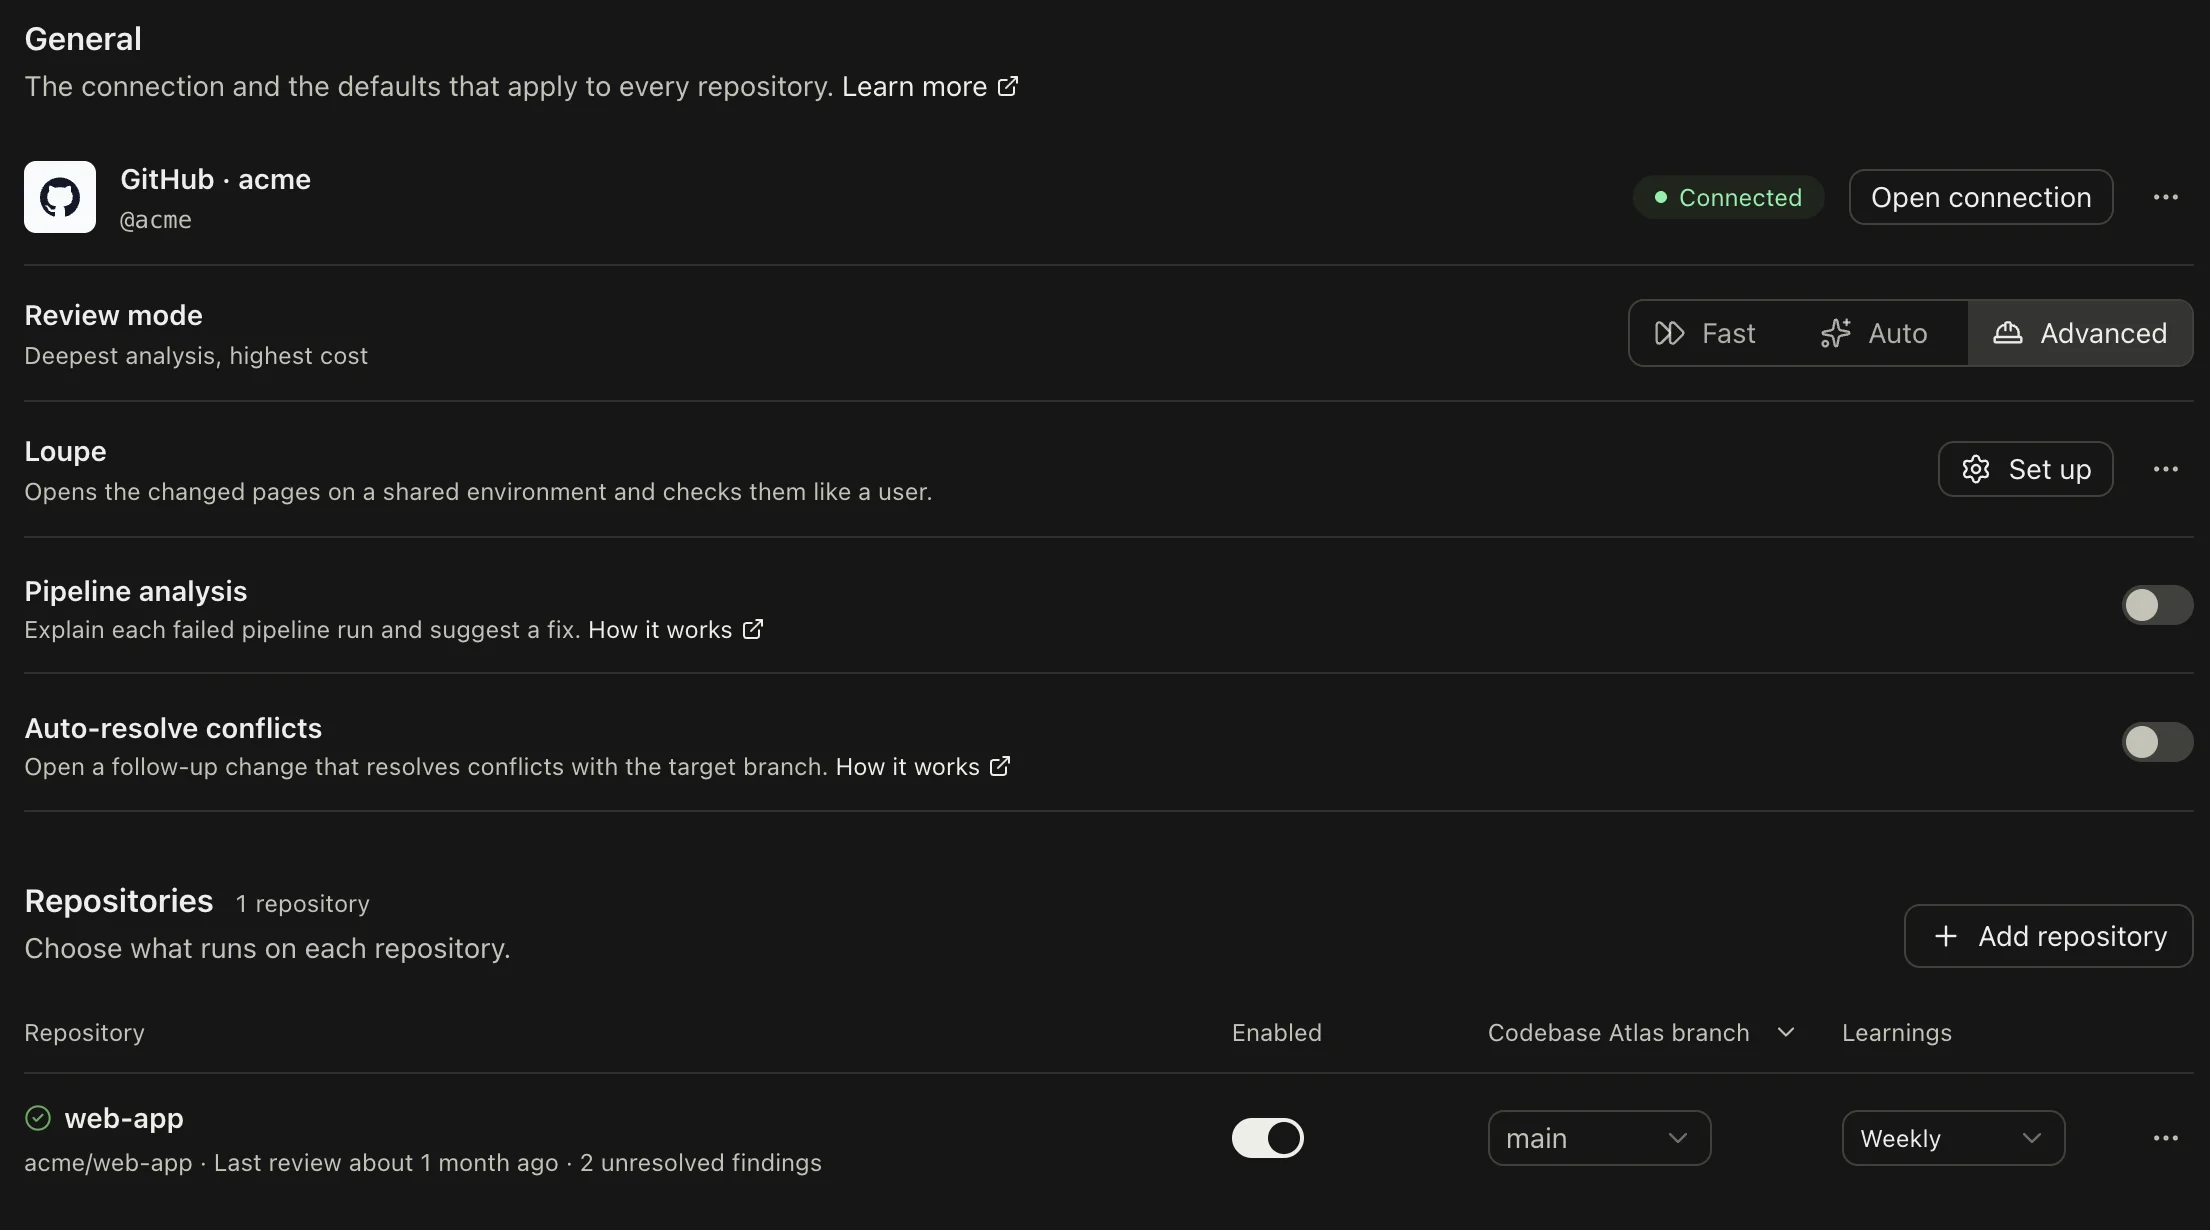 General
The connection and the defaults that apply to every repository. Learn more
GitHub · acme
@acme
Connected
Open connection
Review mode
Deepest analysis, highest cost
Fast
Auto
Advanced
Loupe
Opens the changed pages on a shared environment and checks them like a user.
Set up
Pipeline analysis
Explain each failed pipeline run and suggest a fix. How it works
Auto-resolve conflicts
Open a follow-up change that resolves conflicts with the target branch. How it works
Repositories 1 repository
Choose what runs on each repository.
Add repository
Repository Enabled Codebase Atlas branch Learnings
web-app
acme/web-app · Last review about 1 month ago · 2 unresolved findings
main
Weekly